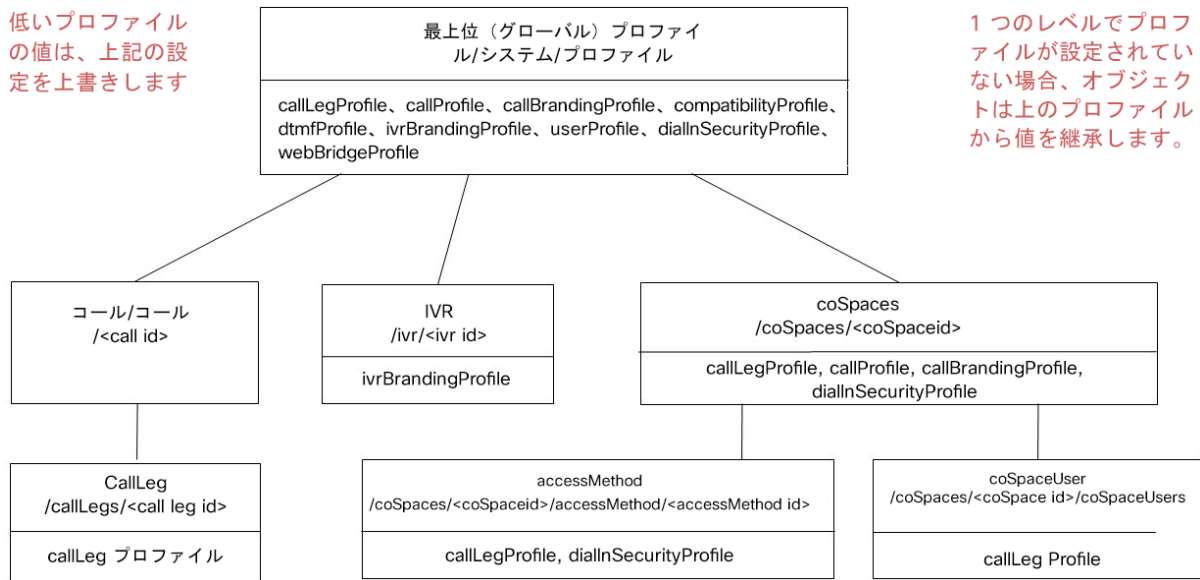 低いプロファイル
の値は、上記の設
定を上書きします
最上位（グローバル）プロファイ
ル/システム/プロファイル
callLegProfile、callProfile、callBrandingProfile、compatibilityProfile、
dtmfProfile、ivrBrandingProfile、userProfile、dialInSecurityProfile、
webBridgeProfile
1 つのレベルでプロフ
ァイルが設定されてい
ない場合、オブジェク
トは上のプロファイル
から値を継承します。
コール/コール
/<call id>
IVR
/ivr/<ivr id>
ivrBrandingProfile
coSpaces
/coSpaces/<coSpaceid>
callLegProfile, callProfile, callBrandingProfile,
dialInSecurityProfile
CallLeg
/callLegs/<call leg id>
callLeg プロファイル
accessMethod
/coSpaces/<coSpaceid>/accessMethod/<accessMethod id>
callLegProfile, dialInSecurityProfile
coSpaceUser
/coSpaces/<coSpace id>/coSpaceUsers
callLeg Profile